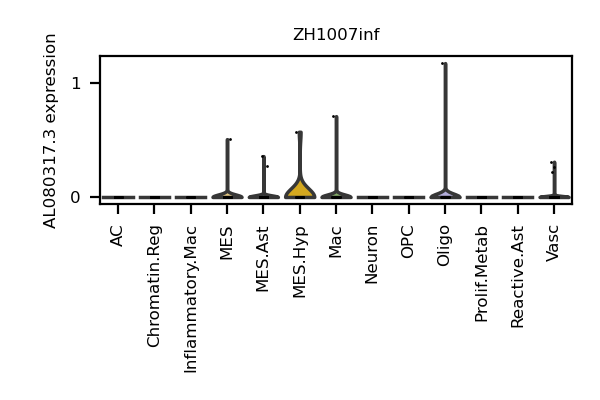 ZH1007inf
AL080317.3 expression
1
0
AC
Chromatin.Reg
Inflammatory.Mac
MES
MES.Ast
MES.Hyp
Mac
Neuron
OPC
Oligo
Prolif.Metab
Reactive.Ast
Vasc